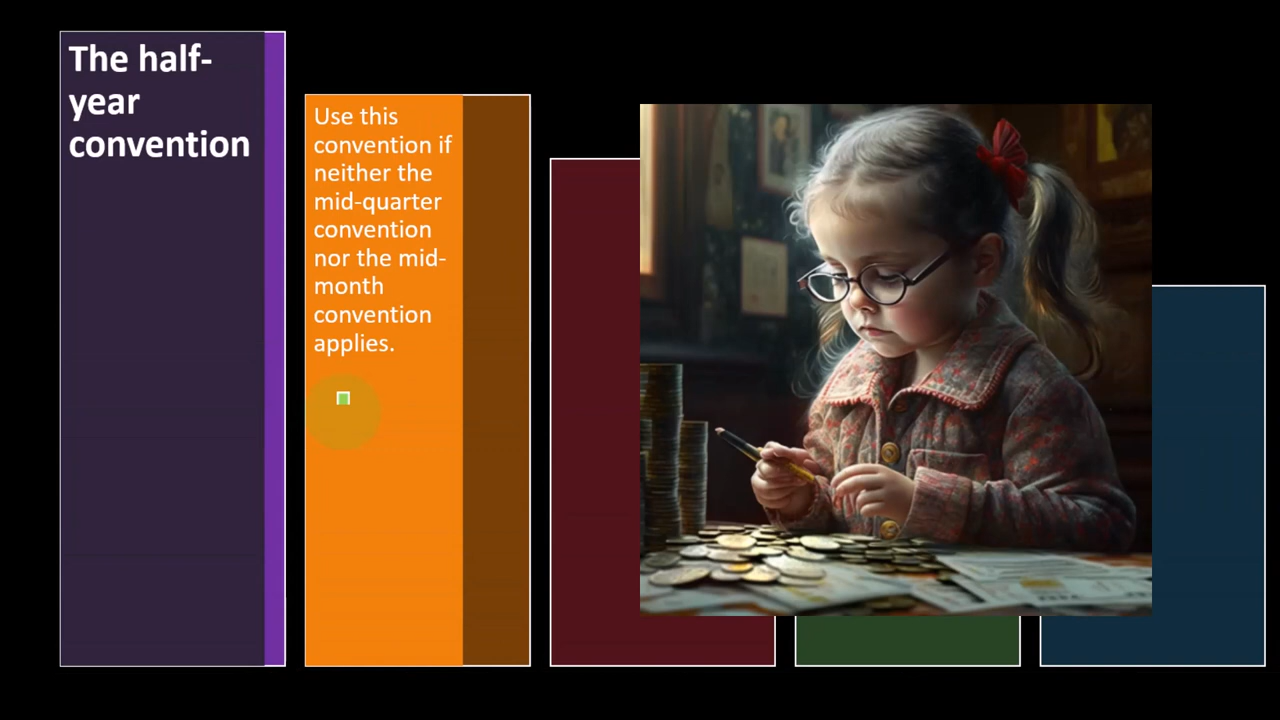 The half-
year
convention
Use this
convention if
neither the
mid-quarter
convention
nor the mid-
month
convention
applies.